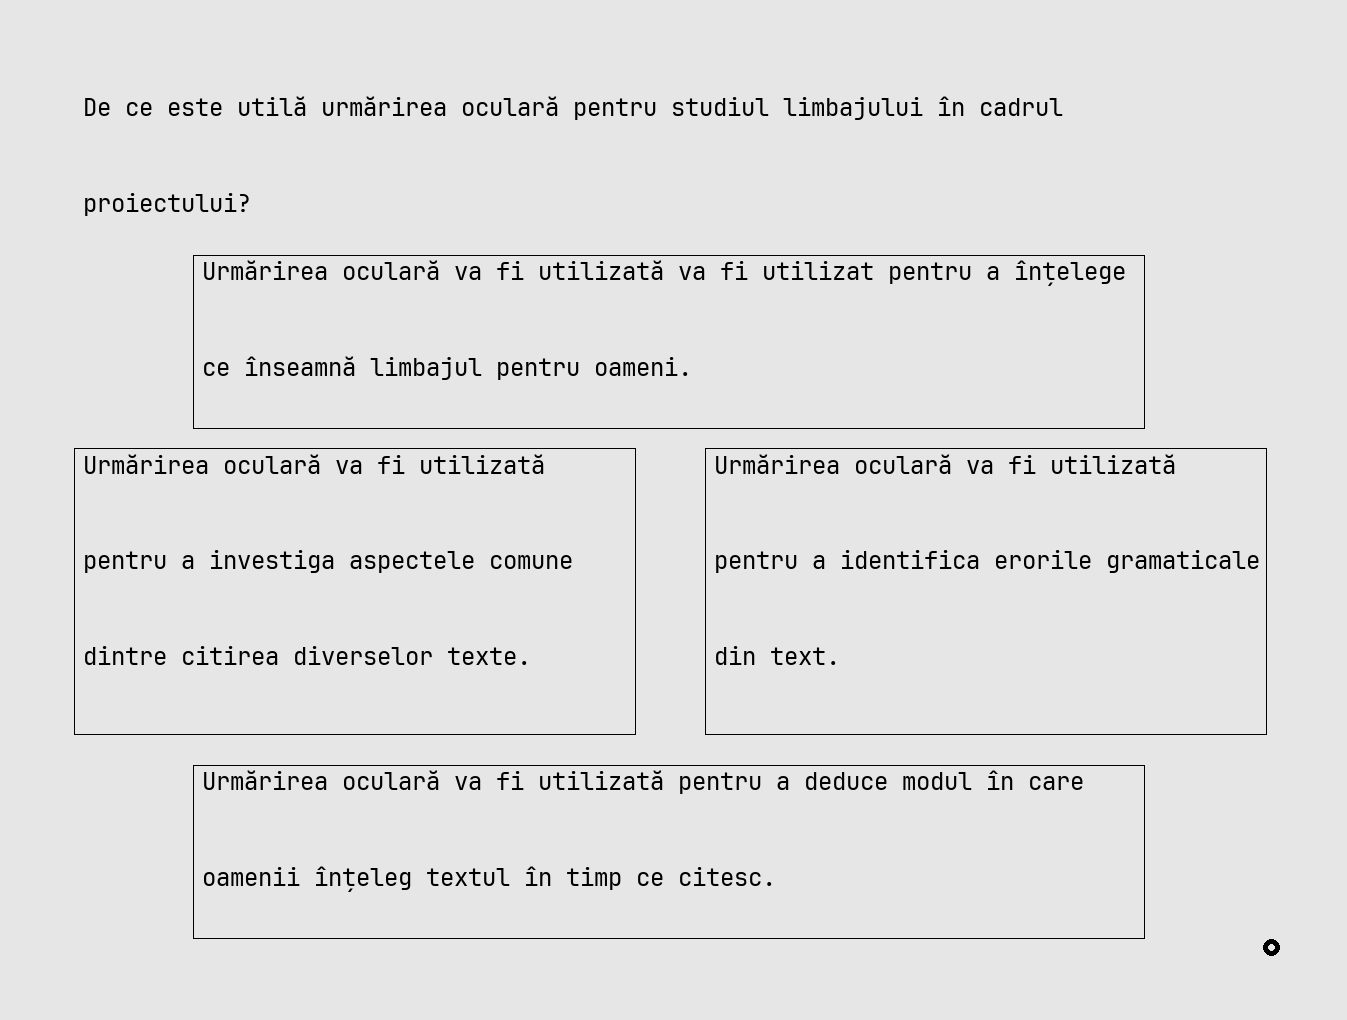 De ce este utilă urmărirea oculară pentru studiul limbajului în cadrul
proiectului?
Urmărirea oculară va fi utilizată va fi utilizat pentru a înțelege
ce înseamnă limbajul pentru oameni.
Urmărirea oculară va fi utilizată
pentru a investiga aspectele comune
dintre citirea diverselor texte.
Urmărirea oculară va fi utilizată
pentru a identifica erorile gramaticale
din text.
Urmărirea oculară va fi utilizată pentru a deduce modul în care
oamenii înțeleg textul în timp ce citesc.